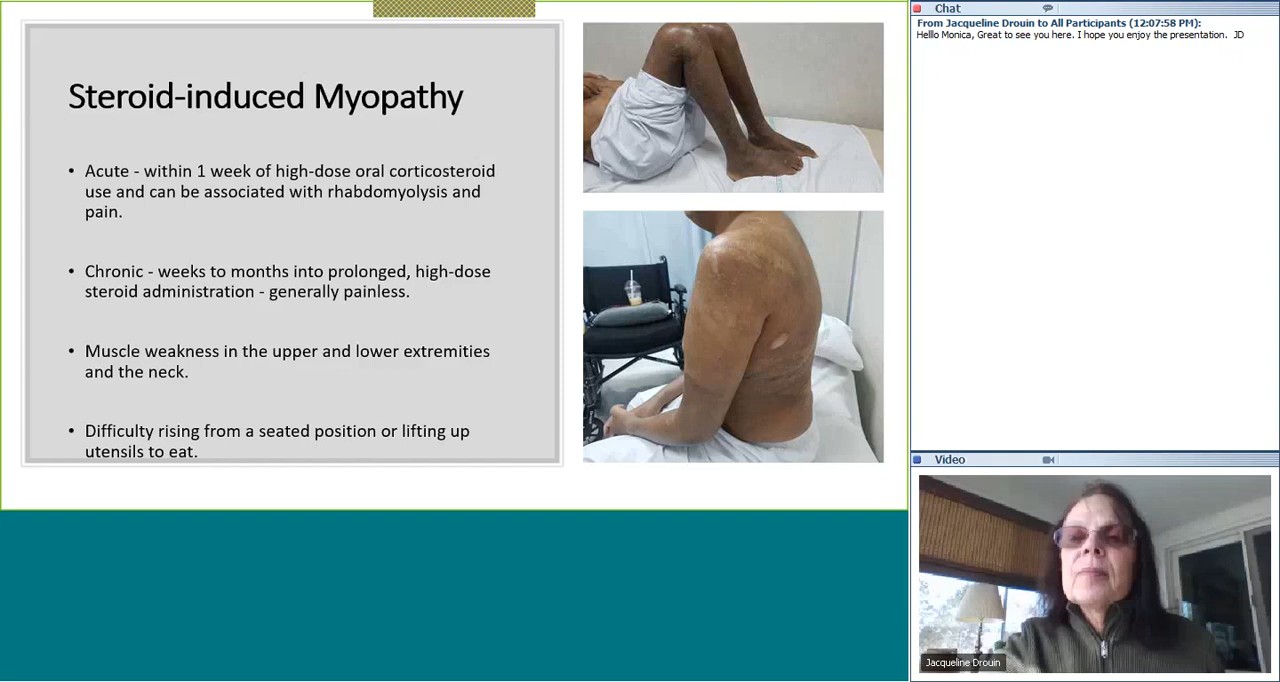 Steroid-induced Myopathy
• Acute - within 1 week of high-dose oral corticosteroid
use and can be associated with rhabdomyolysis and
pain.
• Chronic - weeks to months into prolonged, high-dose
steroid administration - generally painless.
• Muscle weakness in the upper and lower extremities
and the neck.
• Difficulty rising from a seated position or lifting up
utensils to eat.
Chat
From Jacqueline Drouin to All Participants (12:07:58 PM):
Helllo Monica, Great to see you here. I hope you enjoy the presentation.  JD
Video
Jacqueline Drouin